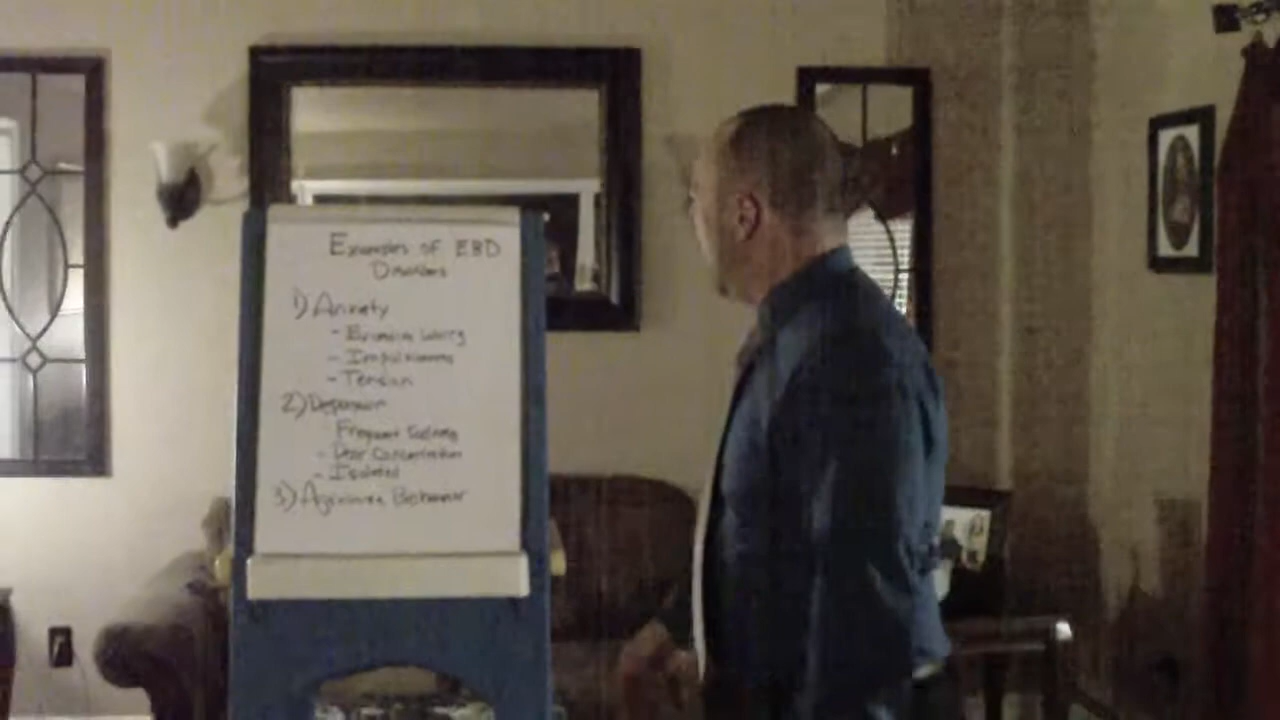 Examples of EBD
Disorders
1) Anxiety
- Excessive Worry
- Impulsiveness
- Tension
2) Depression
Frequent Sadness
- Poor Concentration
- Isolated
3) Aggressive Behavior